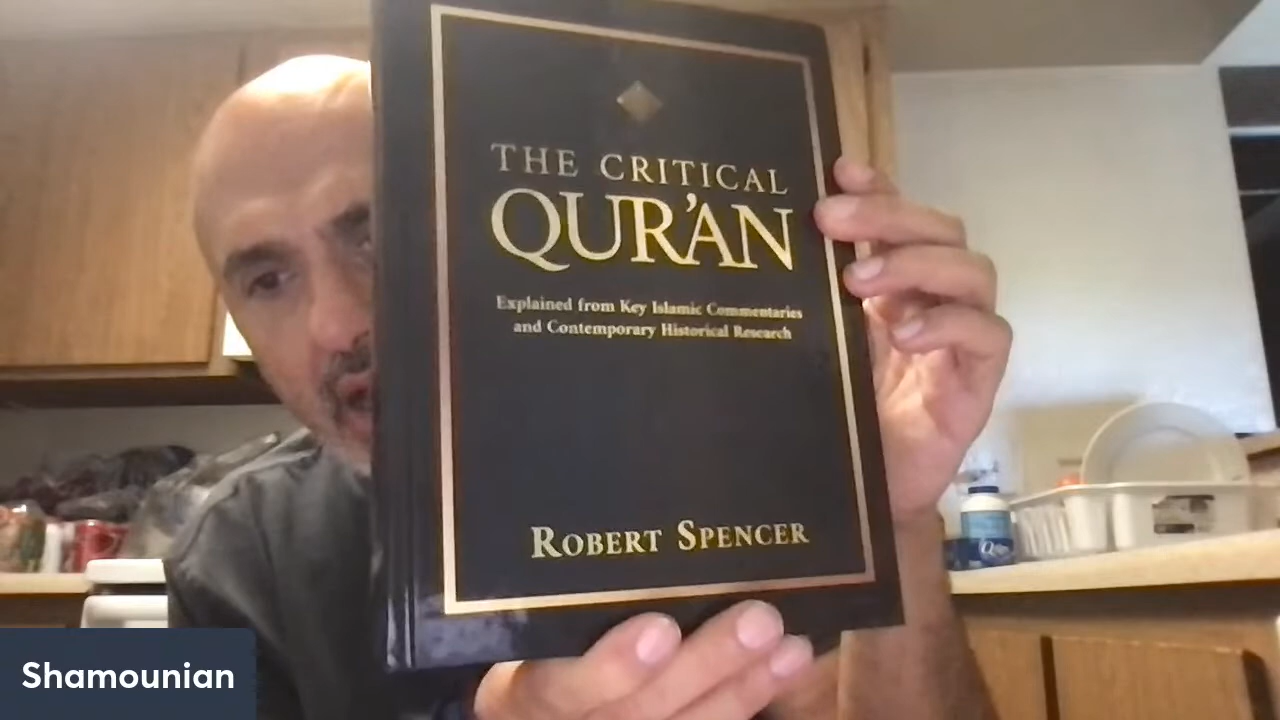 THE CRITICAL
QUR'AN
Explained from Key Islamic Commentaries
and Contemporary Historical Research
ROBERT SPENCER
Shamounian